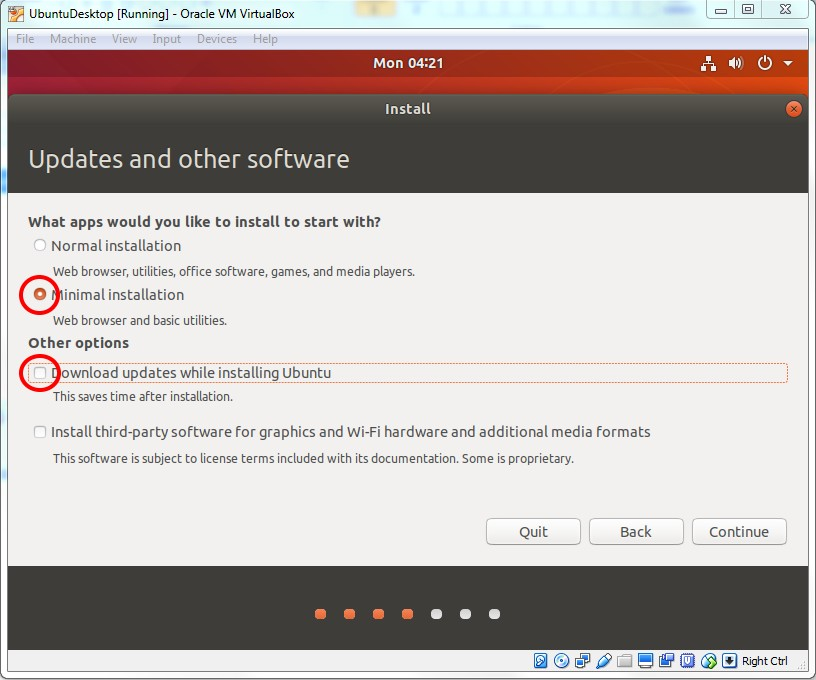 UbuntuDesktop [Running] - Oracle VM VirtualBox
File Machine View Input Devices Help
Mon 04:21
Install
Updates and other software
What apps would you like to install to start with?
Normal installation
Web browser, utilities, office software, games, and media players.
Minimal installation
Web browser and basic utilities.
Other options
Download updates while installing Ubuntu
This saves time after installation.
Install third-party software for graphics and Wi-Fi hardware and additional media formats
This software is subject to license terms included with its documentation. Some is proprietary.
Quit Back Continue
Right Ctrl